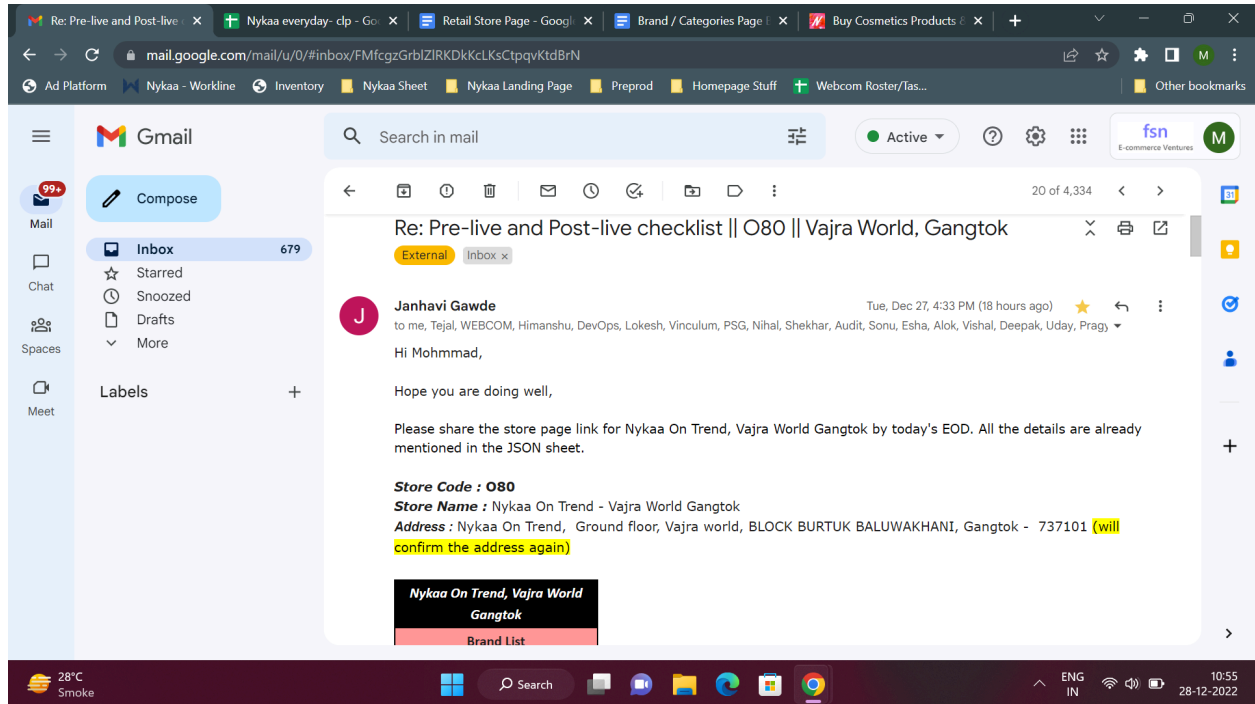 Re: Pre-live and Post-live c
Nykaa everyday- clp - Goo
Retail Store Page - Google
Brand / Categories Page B
Buy Cosmetics Products &
mail.google.com/mail/u/0/#inbox/FMfcgzGrblZlRKDkKcLKsCtpqvKtdBrN
M
Ad Platform
Nykaa - Workline
Inventory
Nykaa Sheet
Nykaa Landing Page
Preprod
Homepage Stuff
Webcom Roster/Tas...
Other bookmarks
Gmail
Search in mail
Active
fsn
E-commerce Ventures
M
99+
Mail
Chat
Spaces
Meet
Compose
Inbox 679
Starred
Snoozed
Drafts
More
Labels
20 of 4,334
31
Re: Pre-live and Post-live checklist || O80 || Vajra World, Gangtok
External Inbox x
J
Janhavi Gawde Tue, Dec 27, 4:33 PM (18 hours ago)
to me, Tejal, WEBCOM, Himanshu, DevOps, Lokesh, Vinculum, PSG, Nihal, Shekhar, Audit, Sonu, Esha, Alok, Vishal, Deepak, Uday, Pragy
Hi Mohmmad,
Hope you are doing well,
Please share the store page link for Nykaa On Trend, Vajra World Gangtok by today's EOD. All the details are already
mentioned in the JSON sheet.
Store Code : O80
Store Name : Nykaa On Trend - Vajra World Gangtok
Address : Nykaa On Trend, Ground floor, Vajra world, BLOCK BURTUK BALUWAKHANI, Gangtok - 737101 (will
confirm the address again)
Nykaa On Trend, Vajra World
Gangtok
Brand List
28°C
Smoke
Search
ENG
IN
10:55
28-12-2022